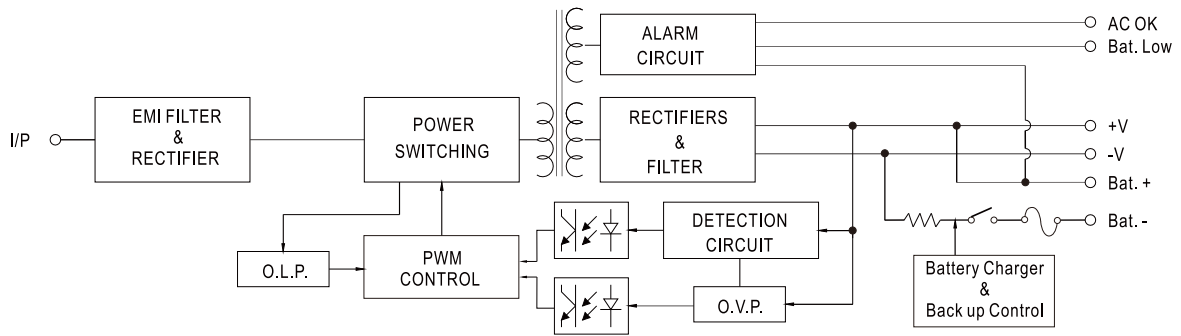 I/P
EMI FILTER
&
RECTIFIER
POWER
SWITCHING
ALARM
CIRCUIT
RECTIFIERS
&
FILTER
AC OK
Bat. Low
+V
-V
Bat. +
Bat. -
O.L.P.
PWM
CONTROL
DETECTION
CIRCUIT
O.V.P.
Battery Charger
&
Back up Control